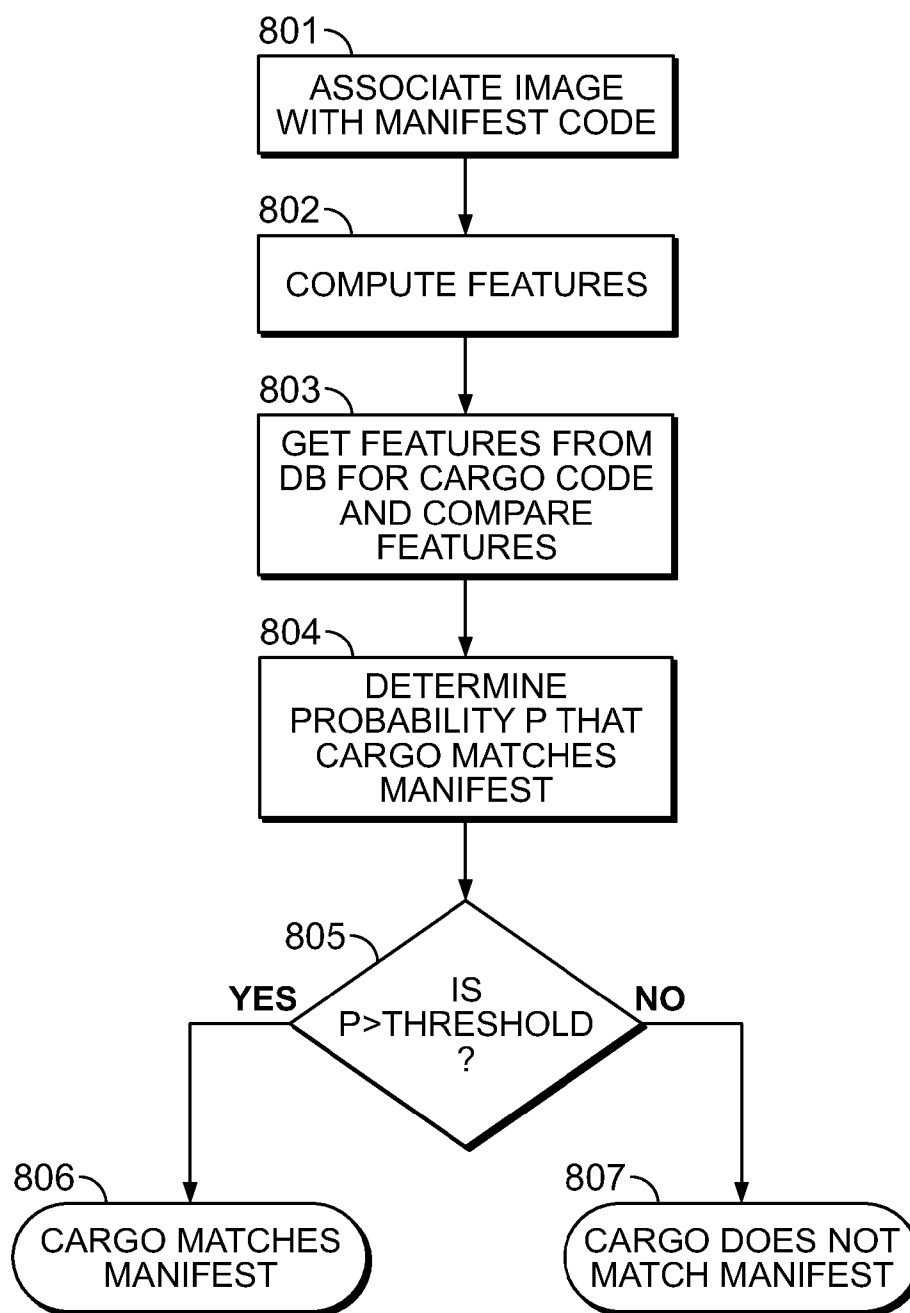 801
ASSOCIATE IMAGE
WITH MANIFEST CODE
802
COMPUTE FEATURES
803
GET FEATURES FROM
DB FOR CARGO CODE
AND COMPARE
FEATURES
804
DETERMINE
PROBABILITY P THAT
CARGO MATCHES
MANIFEST
805
IS
P>THRESHOLD
?
YES
NO
806
CARGO MATCHES
MANIFEST
807
CARGO DOES NOT
MATCH MANIFEST